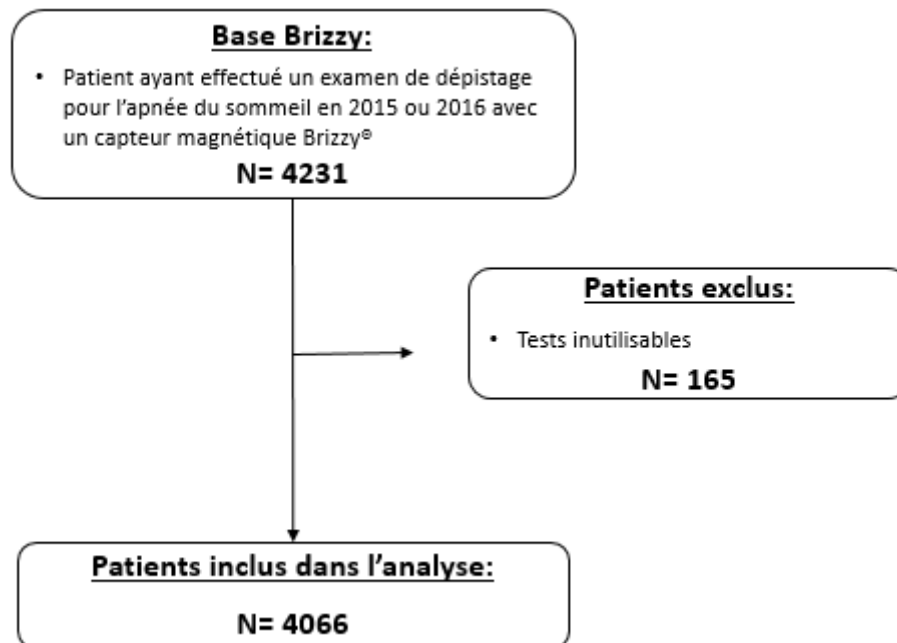 Base Brizzy:
• Patient ayant effectué un examen de dépistage
pour l'apnée du sommeil en 2015 ou 2016 avec
un capteur magnétique Brizzy®
N= 4231
Patients exclus:
• Tests inutilisables
N= 165
Patients inclus dans l'analyse:
N= 4066